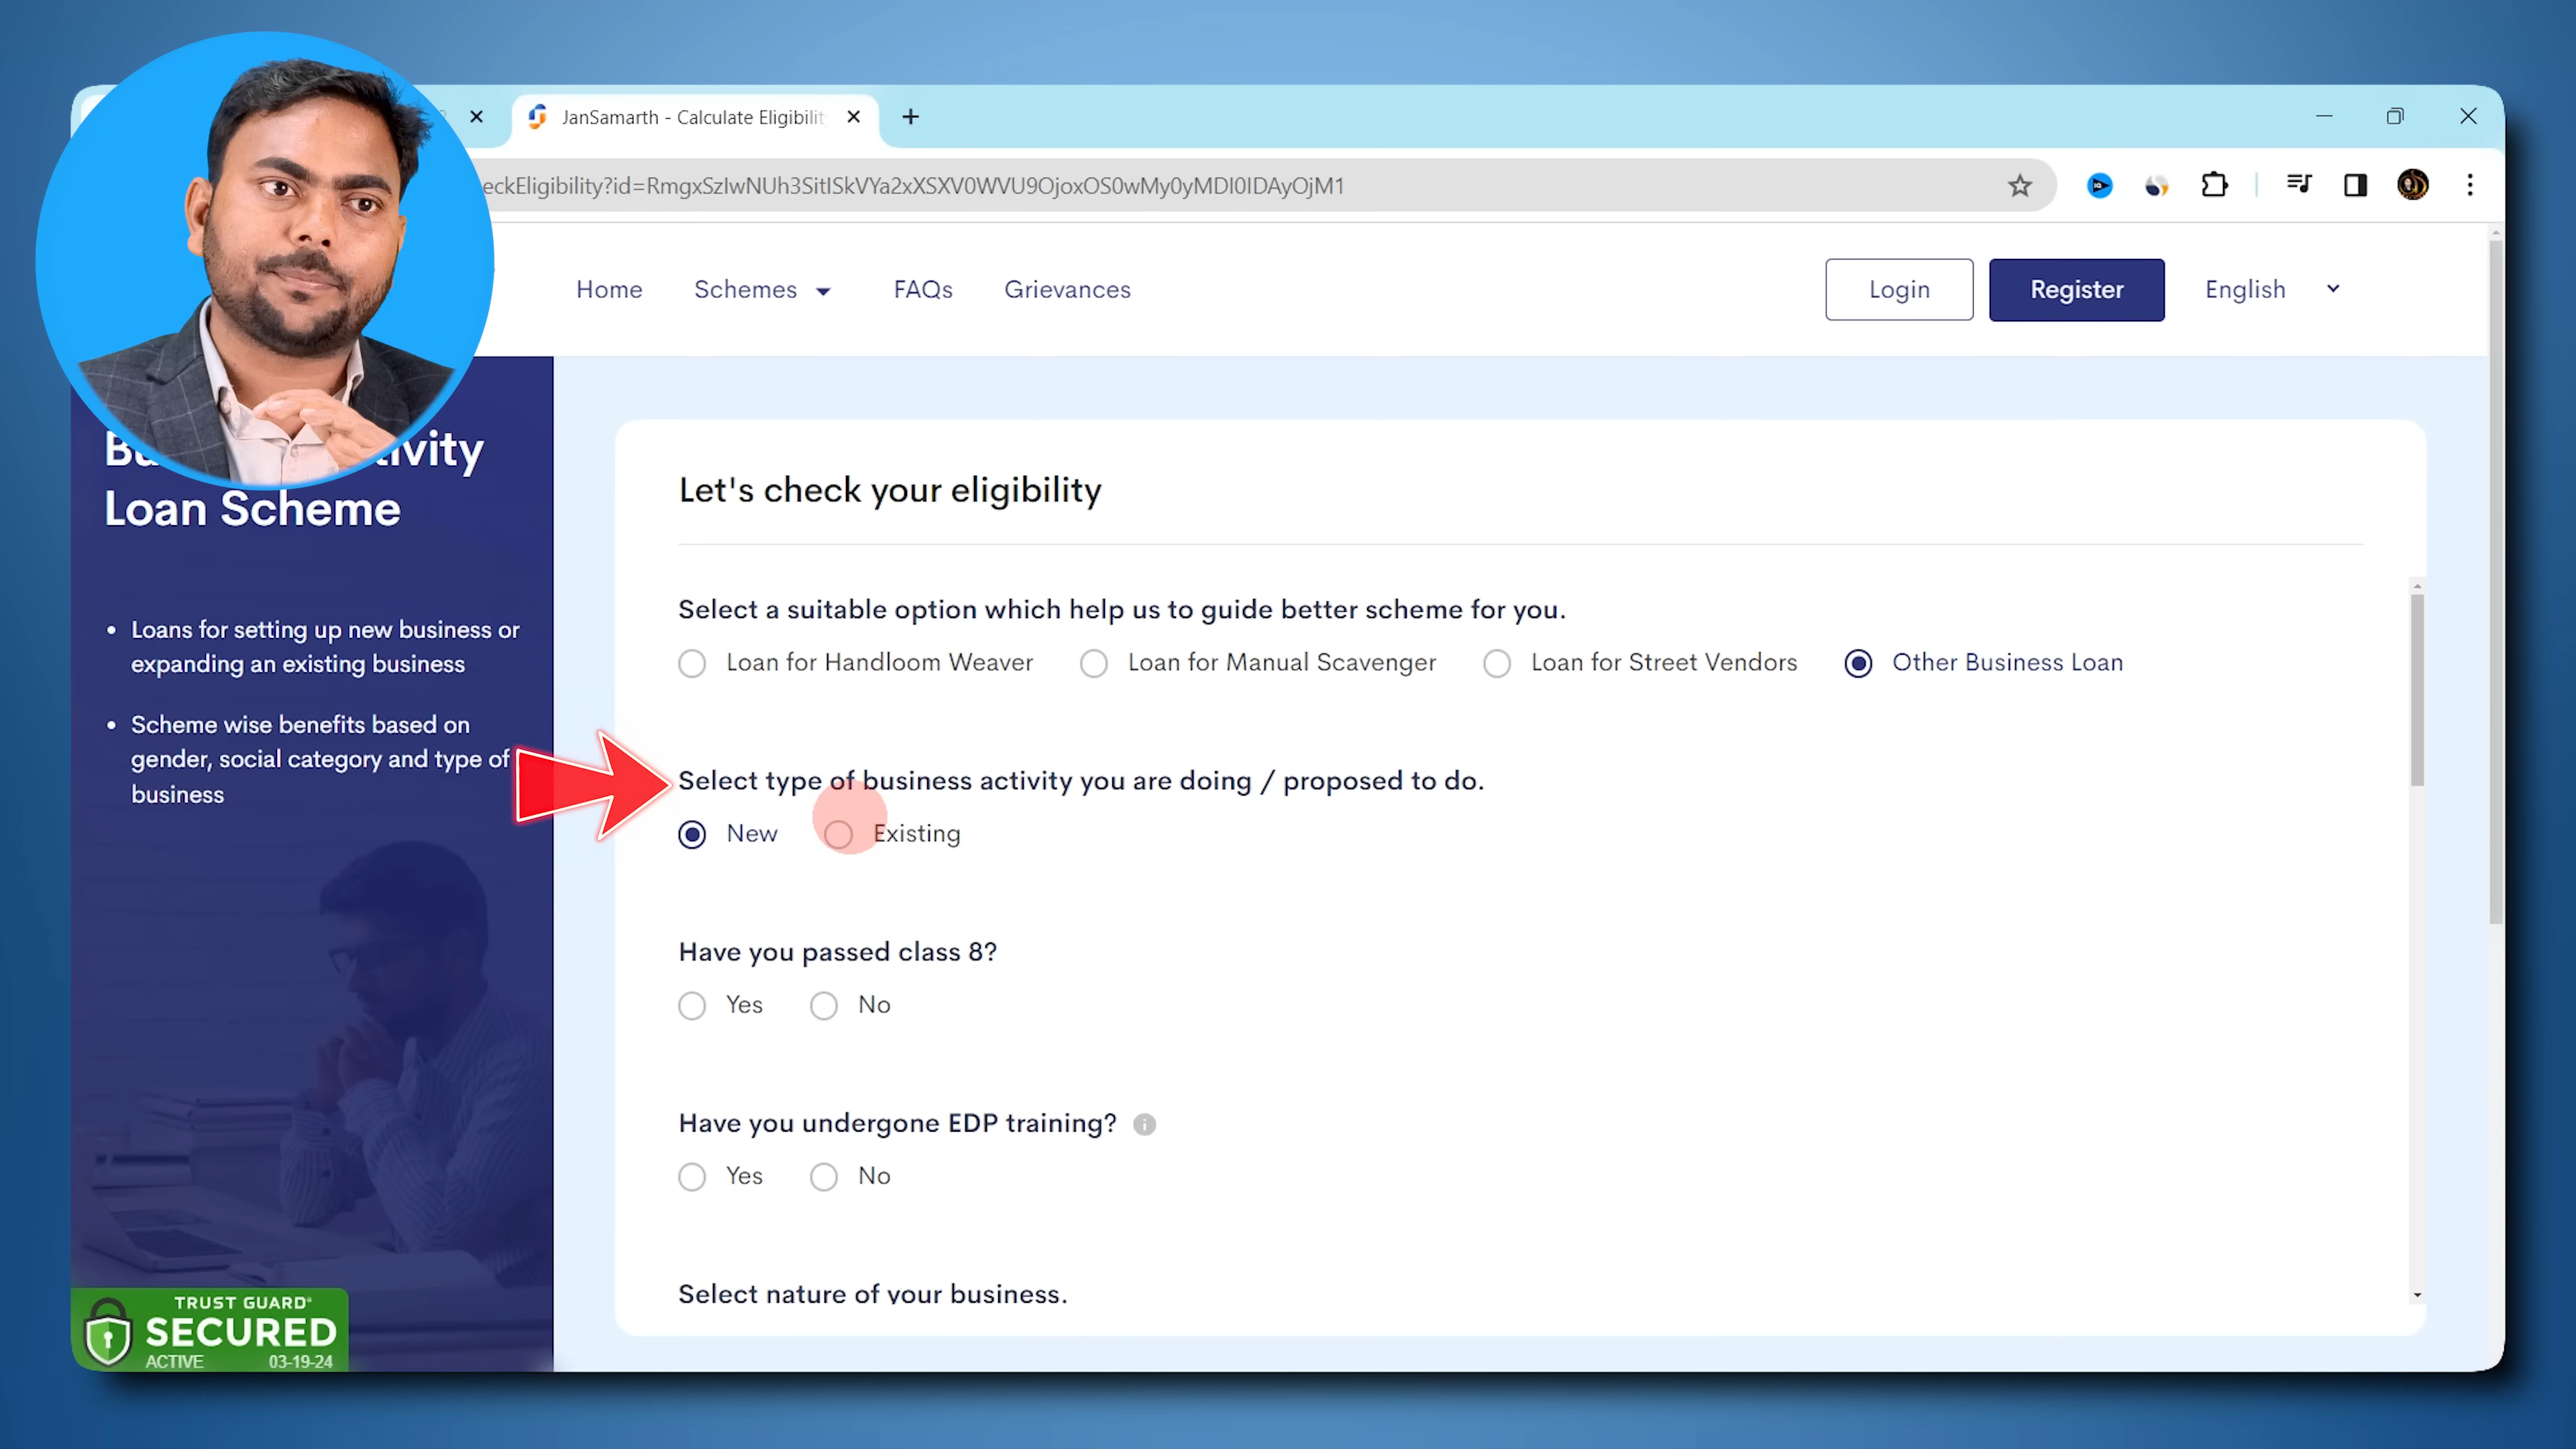 JanSamarth - Calculate Eligibilit
eckEligibility?id=RmgxSzIwNUh3SitISkVYa2xXSXV0WVU9OjoxOS0wMy0yMDI0IDAyOjM1
Home Schemes FAQs Grievances Login Register English
Loan Scheme
• Loans for setting up new business or
expanding an existing business
• Scheme wise benefits based on
gender, social category and type of
business
TRUST GUARD®
SECURED
ACTIVE 03-19-24
Let's check your eligibility
Select a suitable option which help us to guide better scheme for you.
Loan for Handloom Weaver Loan for Manual Scavenger Loan for Street Vendors Other Business Loan
Select type of business activity you are doing / proposed to do.
New Existing
Have you passed class 8?
Yes No
Have you undergone EDP training?
Yes No
Select nature of your business.